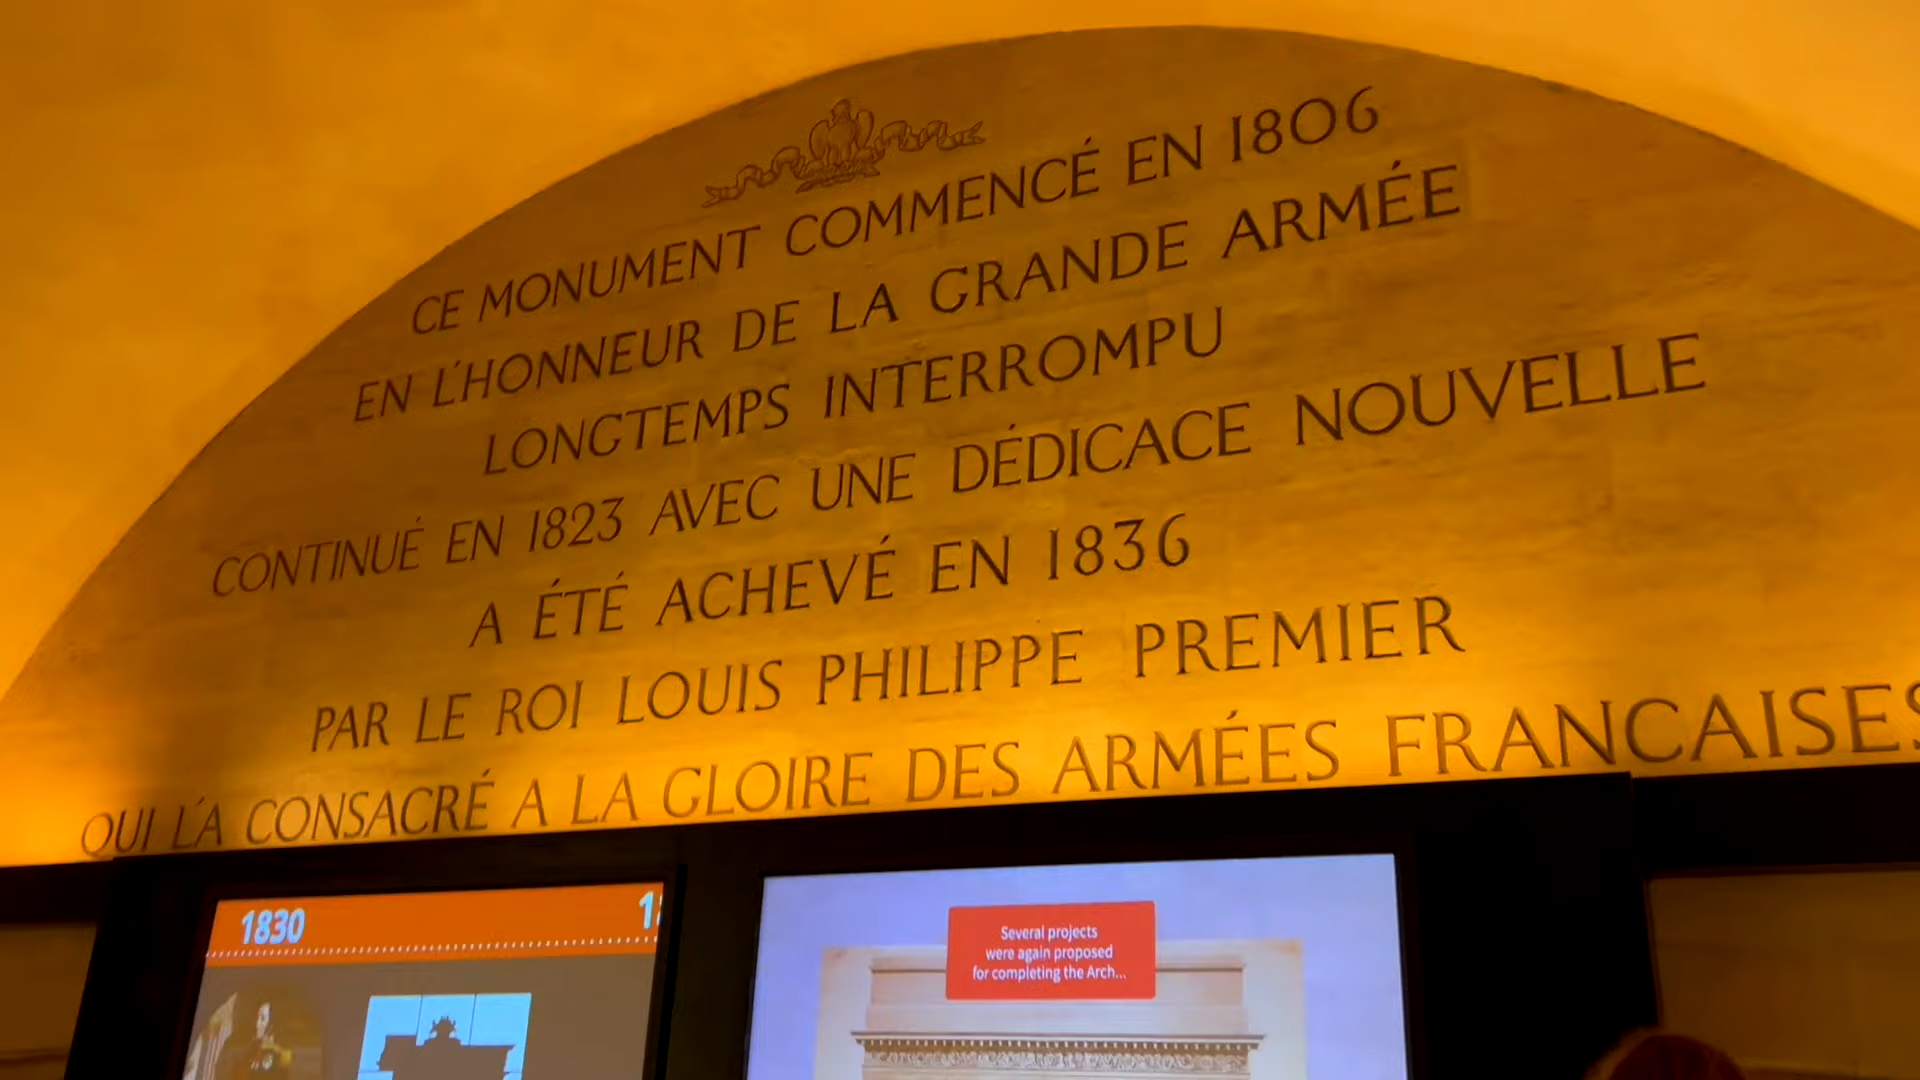 CE MONUMENT COMMENCÉ EN 1806
EN L'HONNEUR DE LA GRANDE ARMÉE
LONGTEMPS INTERROMPU
CONTINUÉ EN 1823 AVEC UNE DÉDICACE NOUVELLE
A ÉTÉ ACHEVÉ EN 1836
PAR LE ROI LOUIS PHILIPPE PREMIER
QUI L'A CONSACRÉ A LA GLOIRE DES ARMÉES FRANCAISES
1830
Several projects
were again proposed
for completing the Arch...